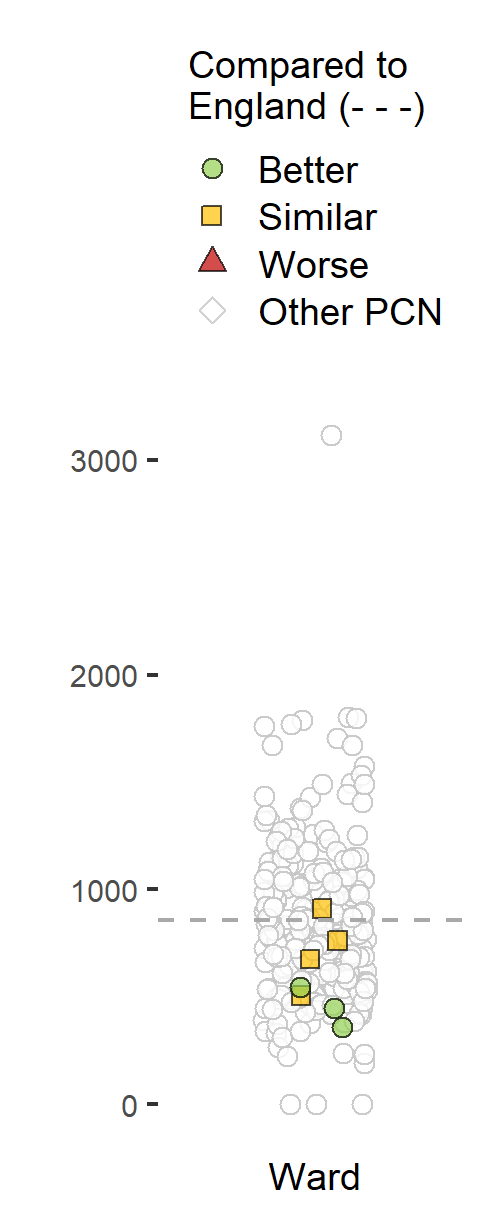 Compared to
England (- - -)
Better
Similar
Worse
Other PCN
3000
2000
1000
0
Ward